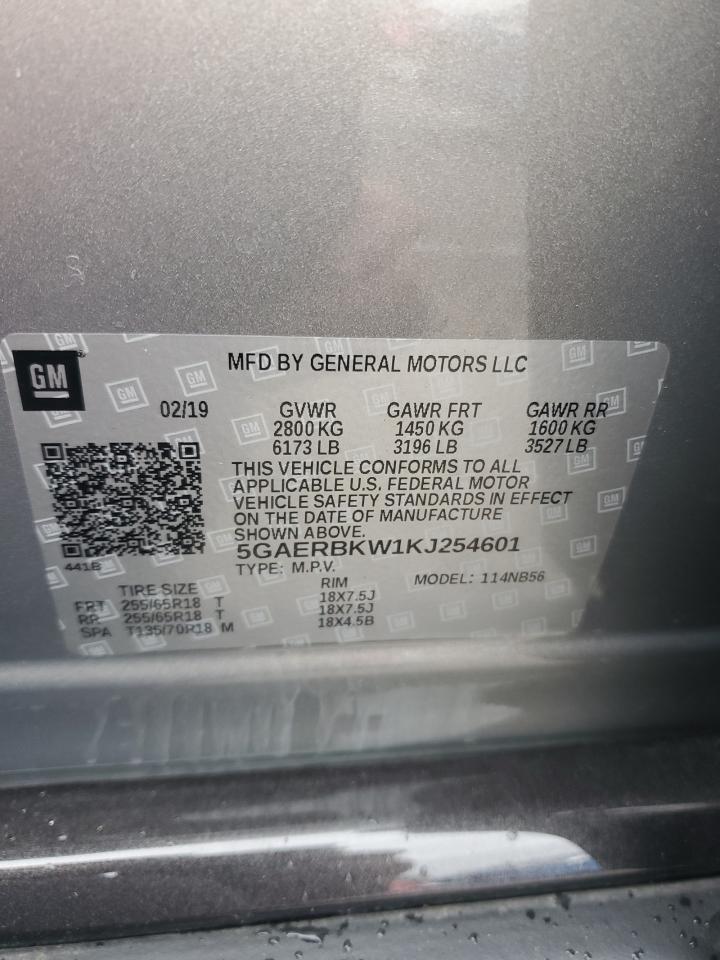 GM
MFD BY GENERAL MOTORS LLC
02/19 GVWR GAWR FRT GAWR RR
2800 KG 1450 KG 1600 KG
6173 LB 3196 LB 3527 LB
THIS VEHICLE CONFORMS TO ALL
APPLICABLE U.S. FEDERAL MOTOR
VEHICLE SAFETY STANDARDS IN EFFECT
ON THE DATE OF MANUFACTURE
SHOWN ABOVE.
5GAERBKW1KJ254601
441B
TYPE: M.P.V. MODEL: 114NB56
TIRE SIZE RIM
FRT 255/65R18 T 18X7.5J
RR 255/65R18 T 18X7.5J
SPA T135/70R18 M 18X4.5B